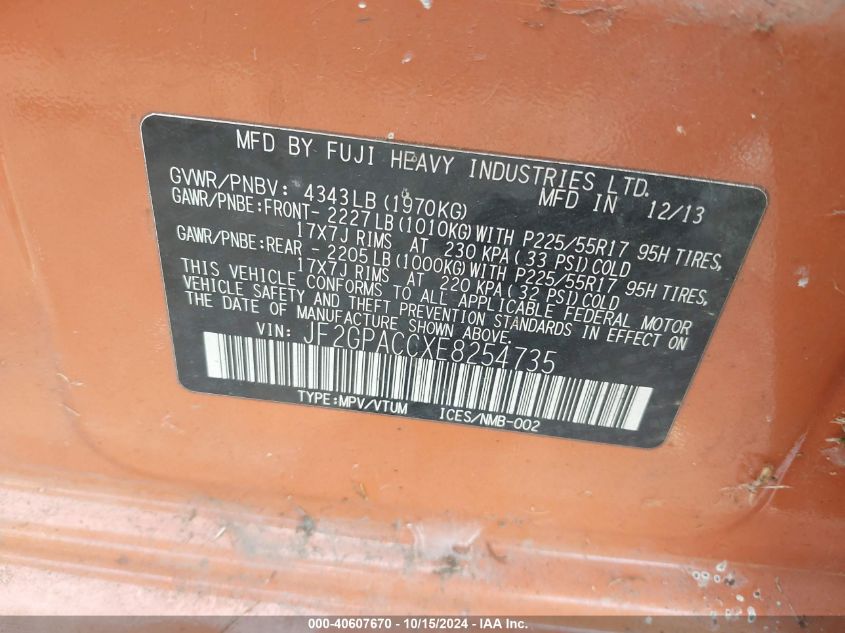 MFD BY FUJI HEAVY INDUSTRIES LTD.
GVWR/PNBV: 4343LB (1970KG) MFD IN 12/13
GAWR/PNBE:FRONT- 2227LB (1010KG) WITH P225/55R17 95H TIRES,
17X7J RIMS AT 230 KPA( 33 PSI) COLD
GAWR/PNBE:REAR - 2205LB (1000KG) WITH P225/55R17 95H TIRES,
17X7J RIMS AT 220 KPA (32 PSI) COLD
THIS VEHICLE CONFORMS TO ALL APPLICABLE FEDERAL MOTOR
VEHICLE SAFETY AND THEFT PREVENTION STANDARDS IN EFFECT ON
THE DATE OF MANUFACTURE SHOWN ABOVE.
VIN: JF2GPACCXE8254735
TYPE:MPV/VTUM ICES/NMB-002
000-40607670 - 10/15/2024 - IAA Inc.